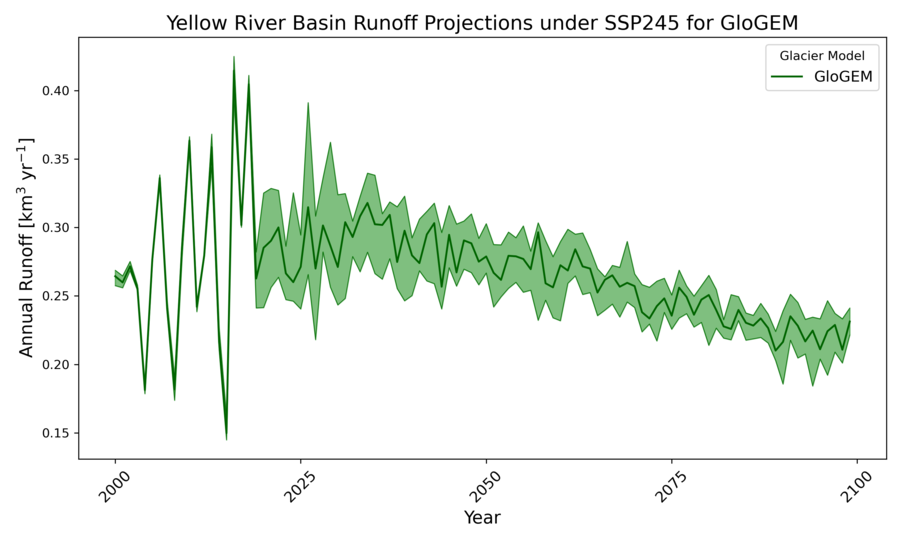 Yellow River Basin Runoff Projections under SSP245 for GloGEM
Glacier Model
GloGEM
Annual Runoff [km³ yr⁻¹]
0.40
0.35
0.30
0.25
0.20
0.15
2000
2025
2050
2075
2100
Year